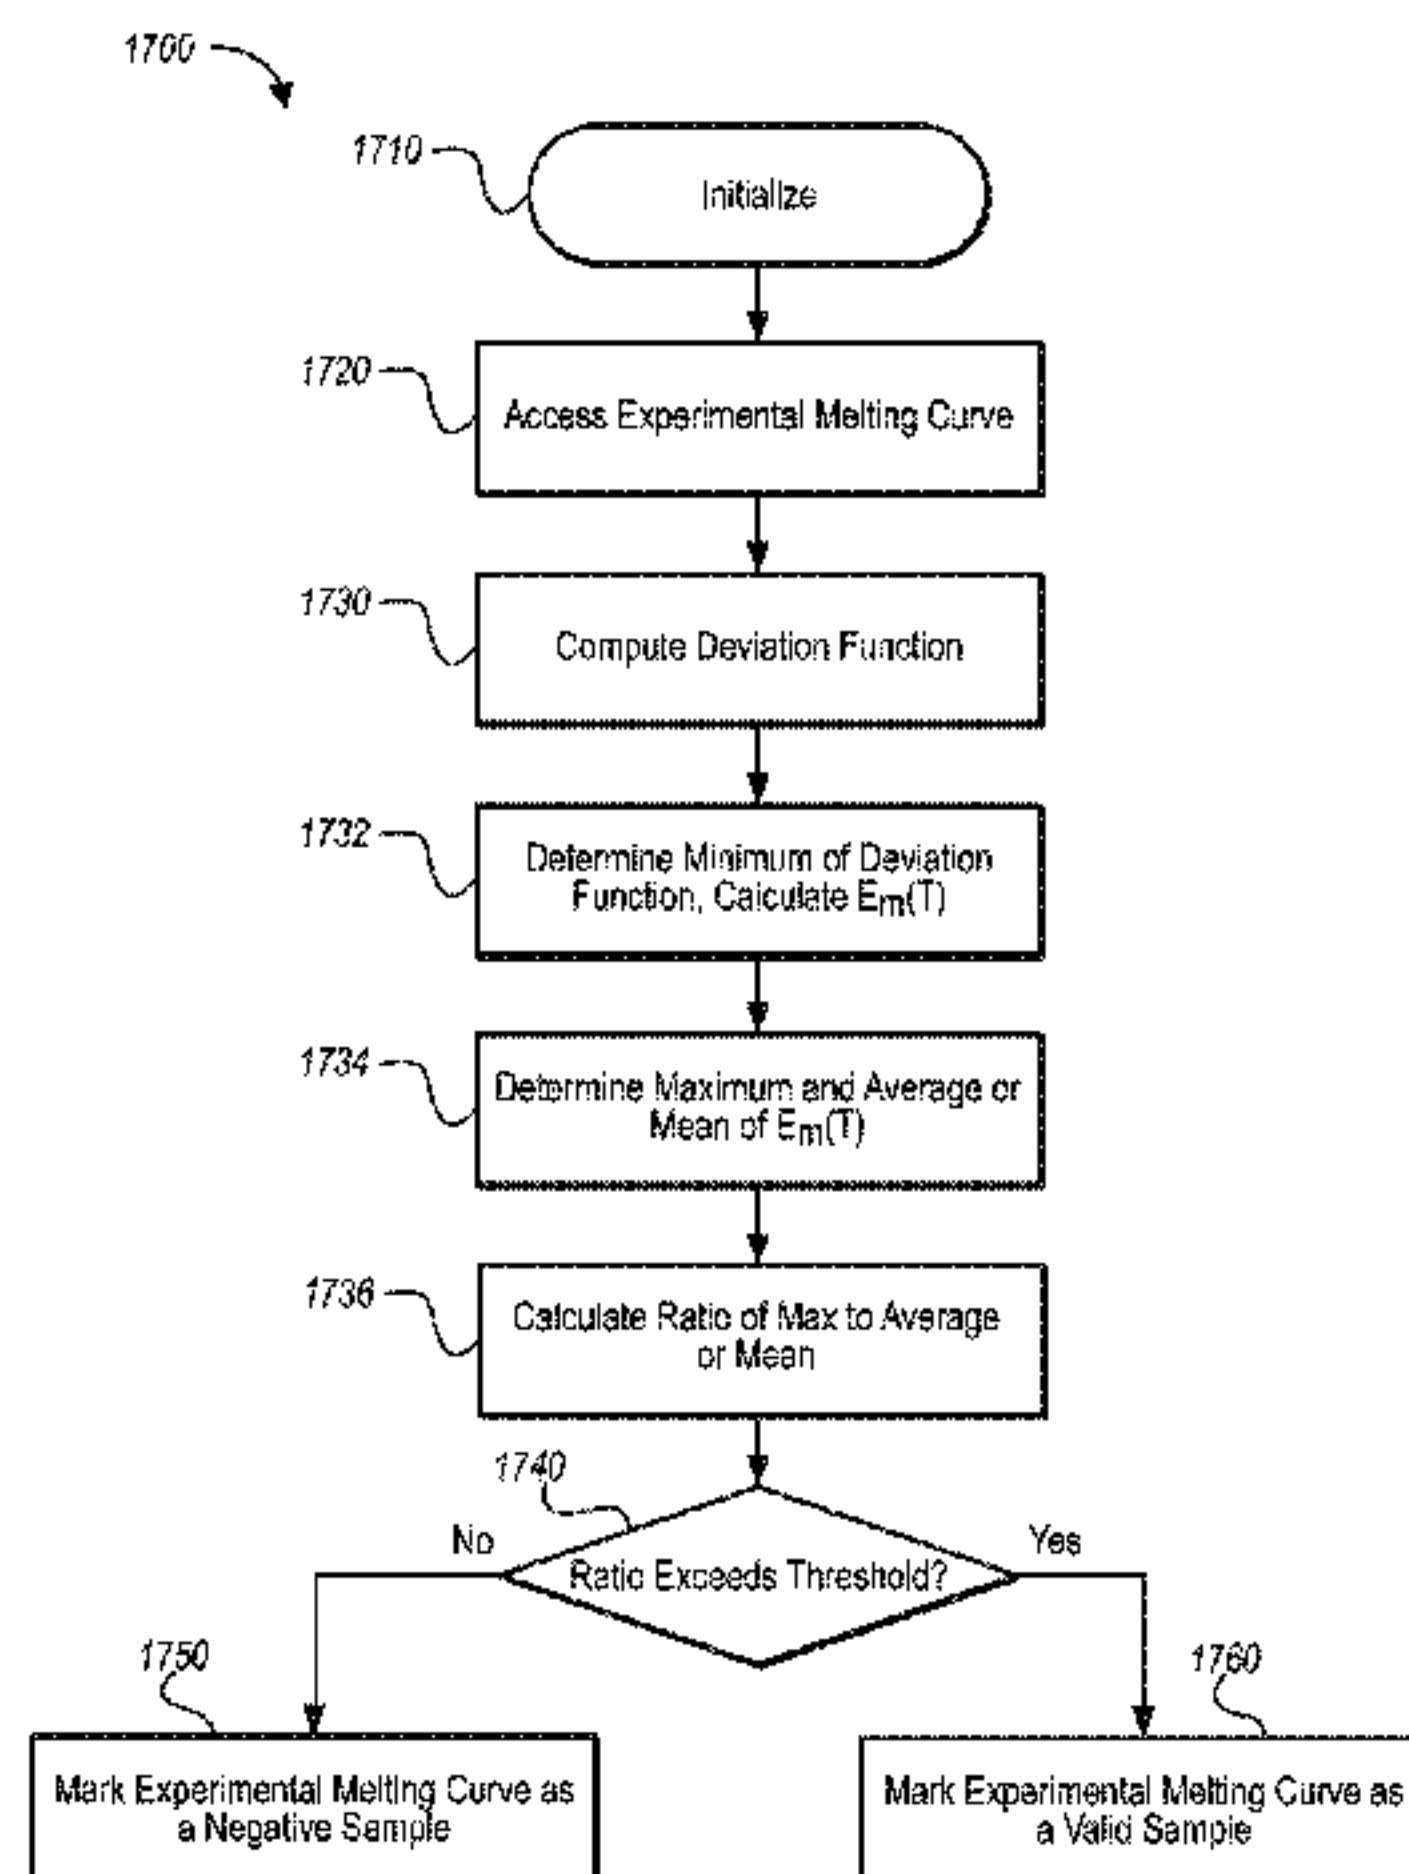 1700
1710
Initialize
1720
Access Experimental Melting Curve
1730
Compute Deviation Function
1732
Determine Minimum of Deviation
Function, Calculate Em(T)
1734
Determine Maximum and Average or
Mean of Em(T)
1736
Calculate Ratio of Max to Average
or Mean
1740
No
Yes
Ratio Exceeds Threshold?
1750
1760
Mark Experimental Melting Curve as
a Negative Sample
Mark Experimental Melting Curve as
a Valid Sample